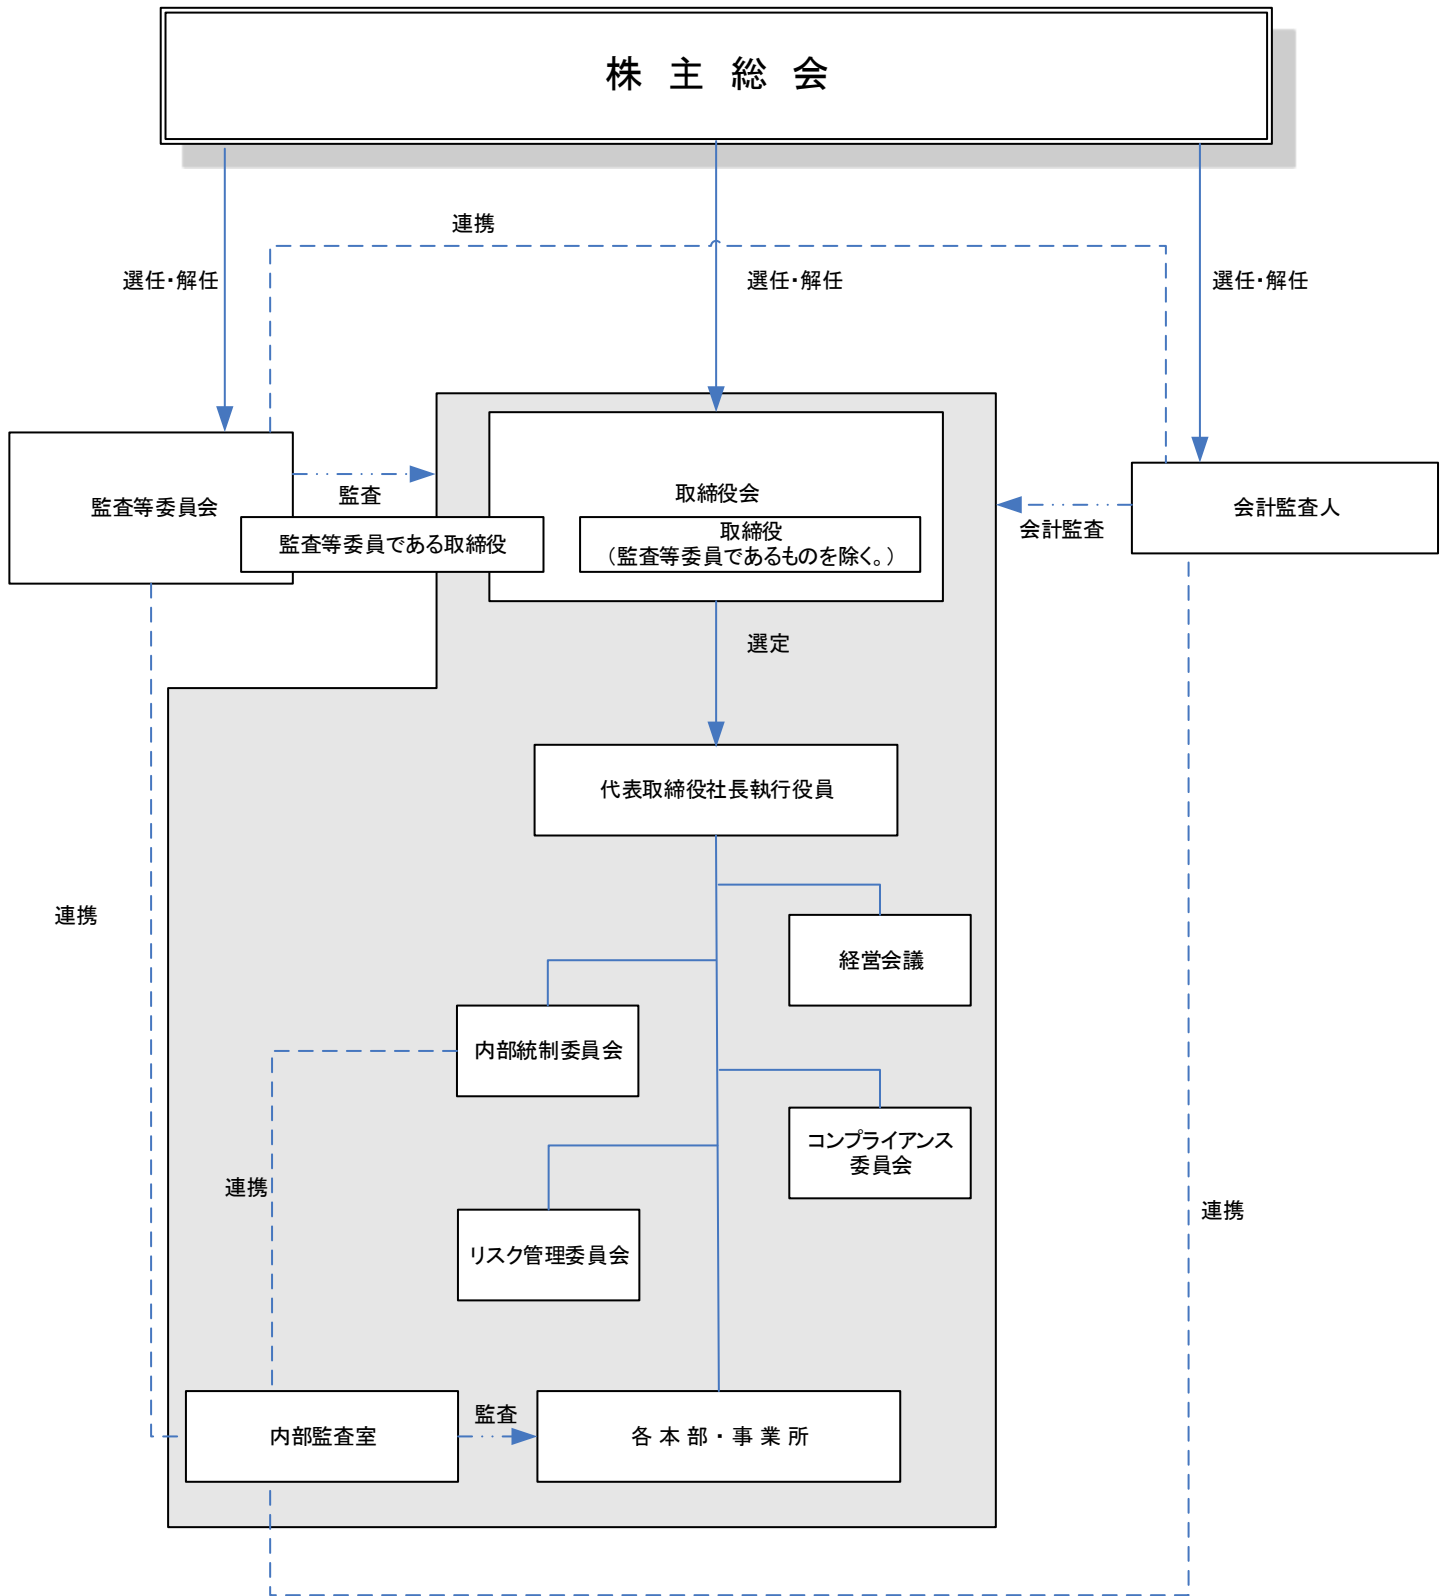 株 主 総 会
連携
選任・解任
選任・解任
選任・解任
監査等委員会
監査
監査等委員である取締役
取締役会
取締役
（監査等委員であるものを除く。）
会計監査
会計監査人
選定
代表取締役社長執行役員
連携
経営会議
内部統制委員会
コンプライアンス
委員会
連携
連携
リスク管理委員会
内部監査室
監査
各 本 部 ・ 事 業 所